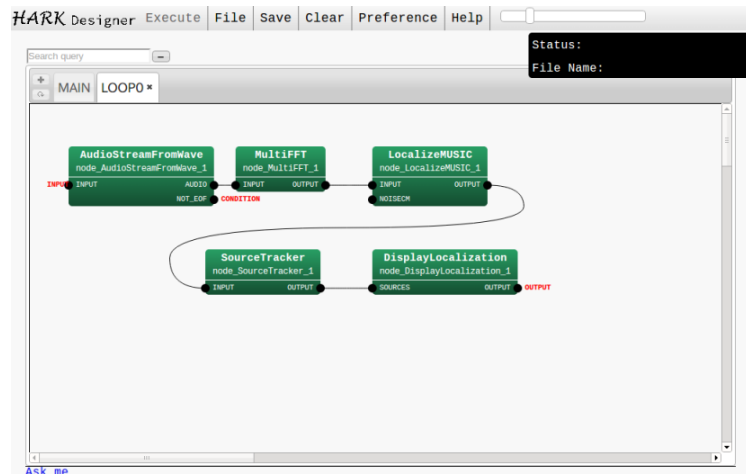 HARK Designer Execute File Save Clear Preference Help
Status:
File Name:
Search query
MAIN LOOP0 ×
AudioStreamFromWave
node_AudioStreamFromWave_1
INPUT INPUT AUDIO
NOT_EOF CONDITION
MultiFFT
node_MultiFFT_1
INPUT OUTPUT
LocalizeMUSIC
node_LocalizeMUSIC_1
INPUT OUTPUT
NOISECM
SourceTracker
node_SourceTracker_1
INPUT OUTPUT
DisplayLocalization
node_DisplayLocalization_1
SOURCES OUTPUT OUTPUT
Ask me